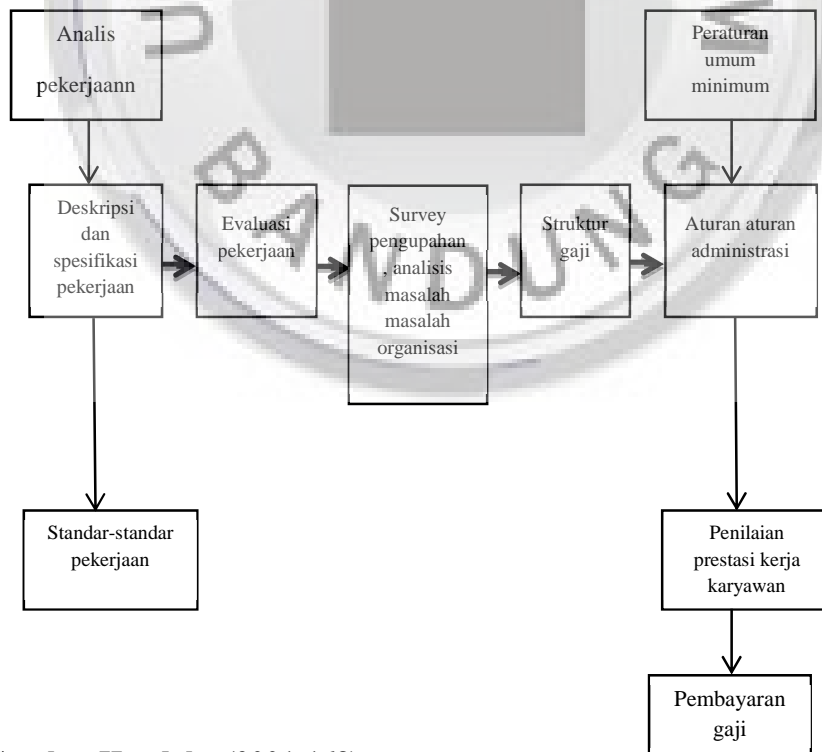 Analis
pekerjaann
Peraturan
umum
minimum
Deskripsi
dan
spesifikasi
pekerjaan
Evaluasi
pekerjaan
Survey
pengupahan
, analisis
masalah
masalah
organisasi
Struktur
gaji
Aturan aturan
administrasi
Standar-standar
pekerjaan
Penilaian
prestasi kerja
karyawan
Pembayaran
gaji
BANDUNG